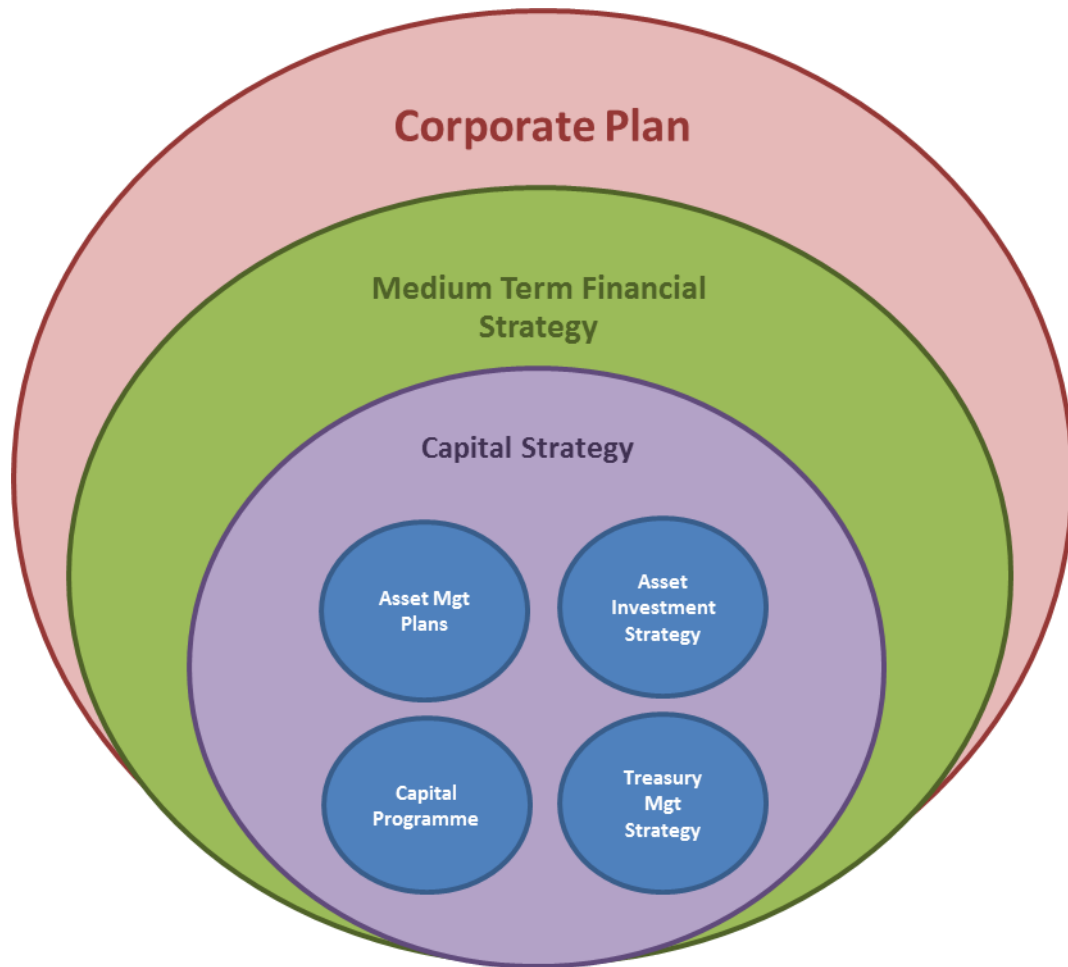 Corporate Plan
Medium Term Financial
Strategy
Capital Strategy
Asset Mgt
Plans
Asset
Investment
Strategy
Capital
Programme
Treasury
Mgt
Strategy